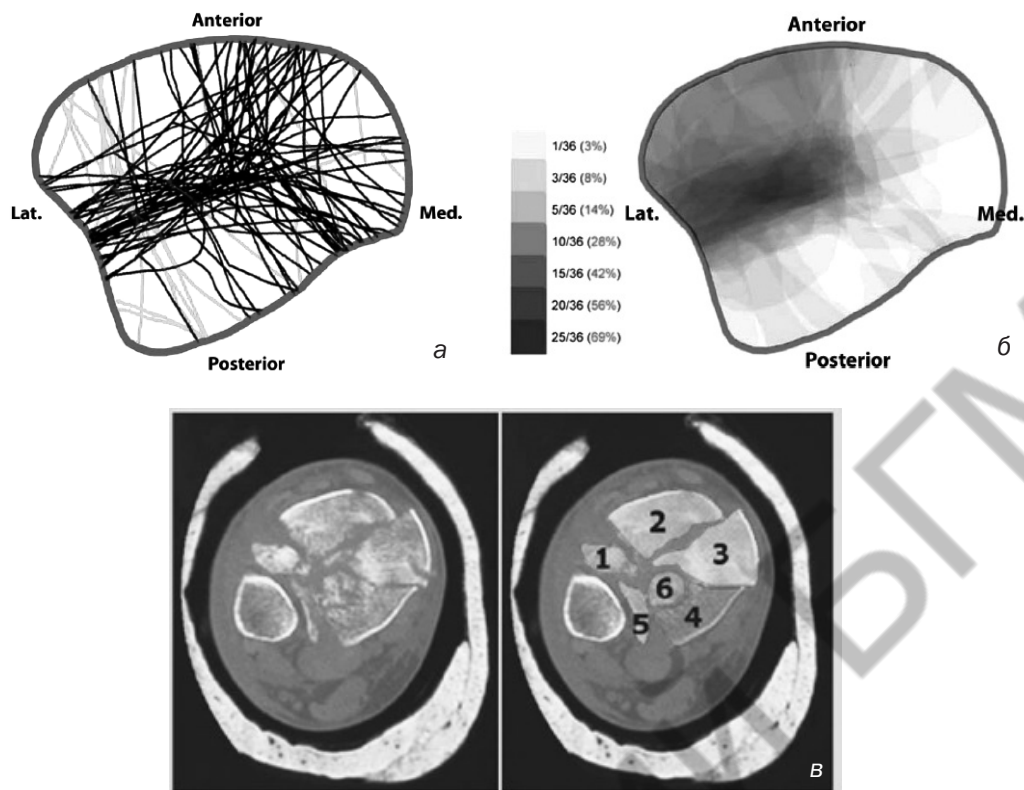 Anterior
Lat.
Med.
Posterior
а
1/36 (3%)
3/36 (8%)
5/36 (14%)
10/36 (28%)
15/36 (42%)
20/36 (56%)
25/36 (69%)
Anterior
Lat.
Med.
Posterior
б
1
2
3
4
5
6
в
БГМ